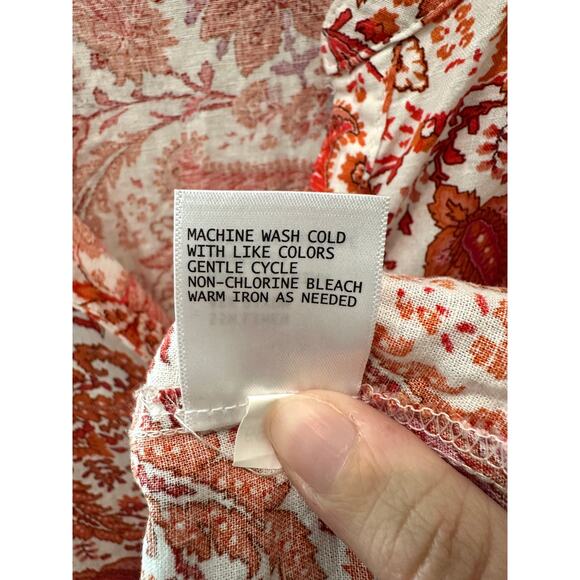 MACHINE WASH COLD
WITH LIKE COLORS
GENTLE CYCLE
NON-CHLORINE BLEACH
WARM IRON AS NEEDED